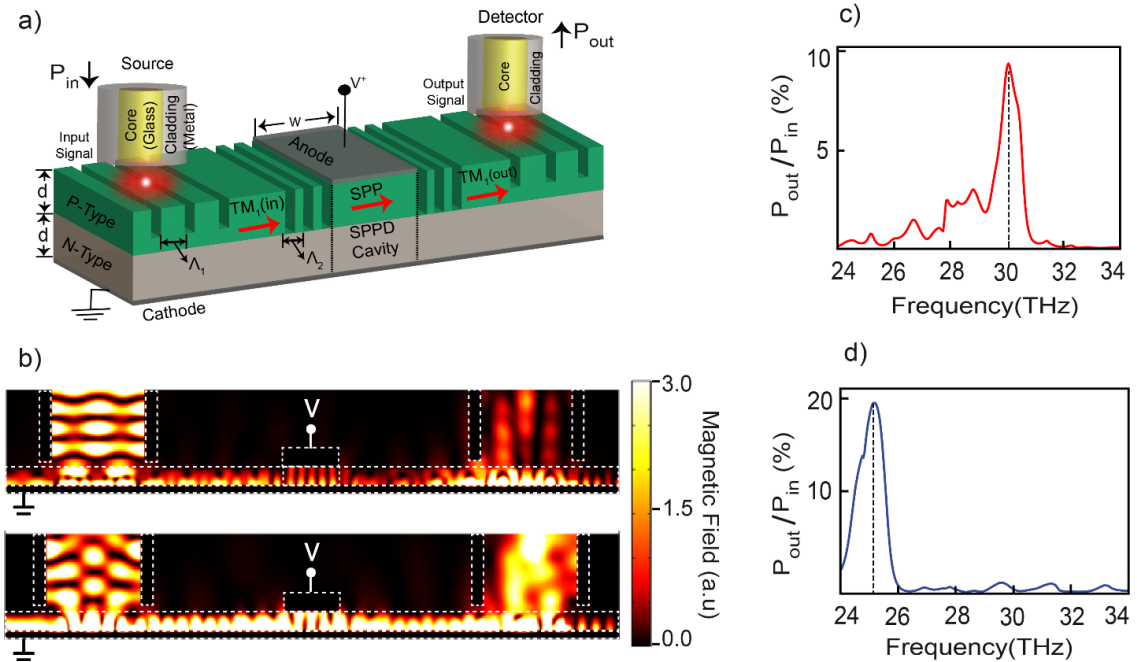 a)
P_in
Source
Core
(Glass)
Cladding
(Metal)
Input
Signal
d
P-Type
d
N-Type
TM₁(in)
Λ₁
Λ₂
W
Anode
V⁺
SPP
SPPD
Cavity
TM₁(out)
Detector
P_out
Output
Signal
Core
Cladding
Cathode
b)
V
V
3.0
1.5
0.0
Magnetic Field (a.u)
c)
P_out/P_in (%)
10
5
24 26 28 30 32 34
Frequency(THz)
d)
P_out/P_in (%)
20
10
24 26 28 30 32 34
Frequency(THz)